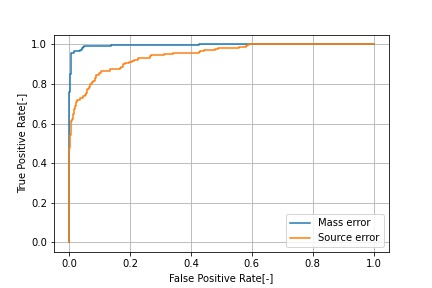 1.0
0.8
0.6
0.4
0.2
0.0
True Positive Rate[-]
Mass error
Source error
0.0 0.2 0.4 0.6 0.8 1.0
False Positive Rate[-]